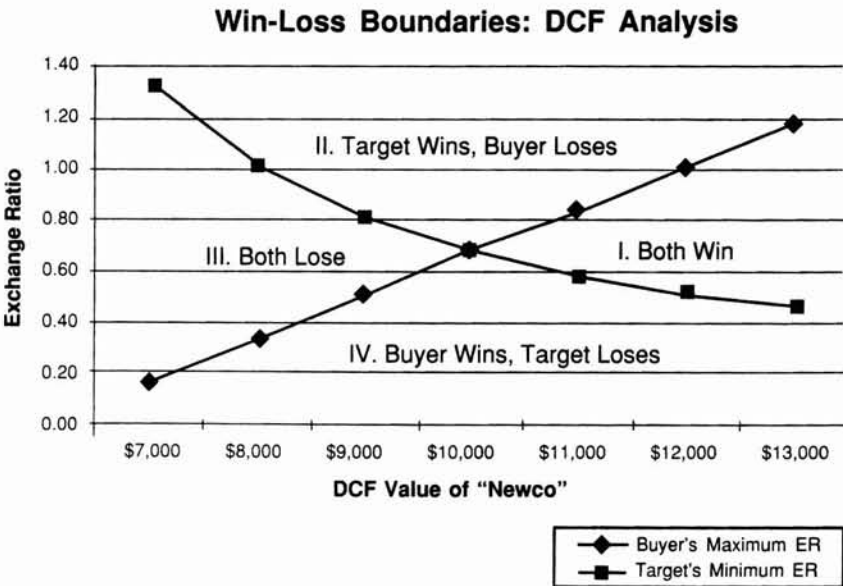 Win-Loss Boundaries: DCF Analysis
1.40
1.20
1.00
0.80
0.60
0.40
0.20
0.00
Exchange Ratio
II. Target Wins, Buyer Loses
III. Both Lose
I. Both Win
IV. Buyer Wins, Target Loses
$7,000
$8,000
$9,000
$10,000
$11,000
$12,000
$13,000
DCF Value of “Newco”
Buyer's Maximum ER
Target's Minimum ER